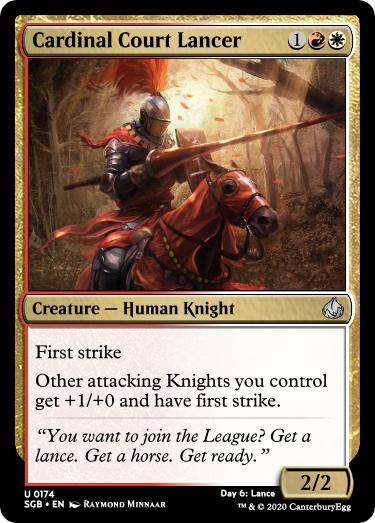 Cardinal Court Lancer 1
Creature — Human Knight
First strike
Other attacking Knights you control
get +1/+0 and have first strike.
“You want to join the League? Get a
lance. Get a horse. Get ready.”
2/2
U 0174 Day 6: Lance
SGB • EN Raymond Minnaar ™ & © 2020 CanterburyEgg